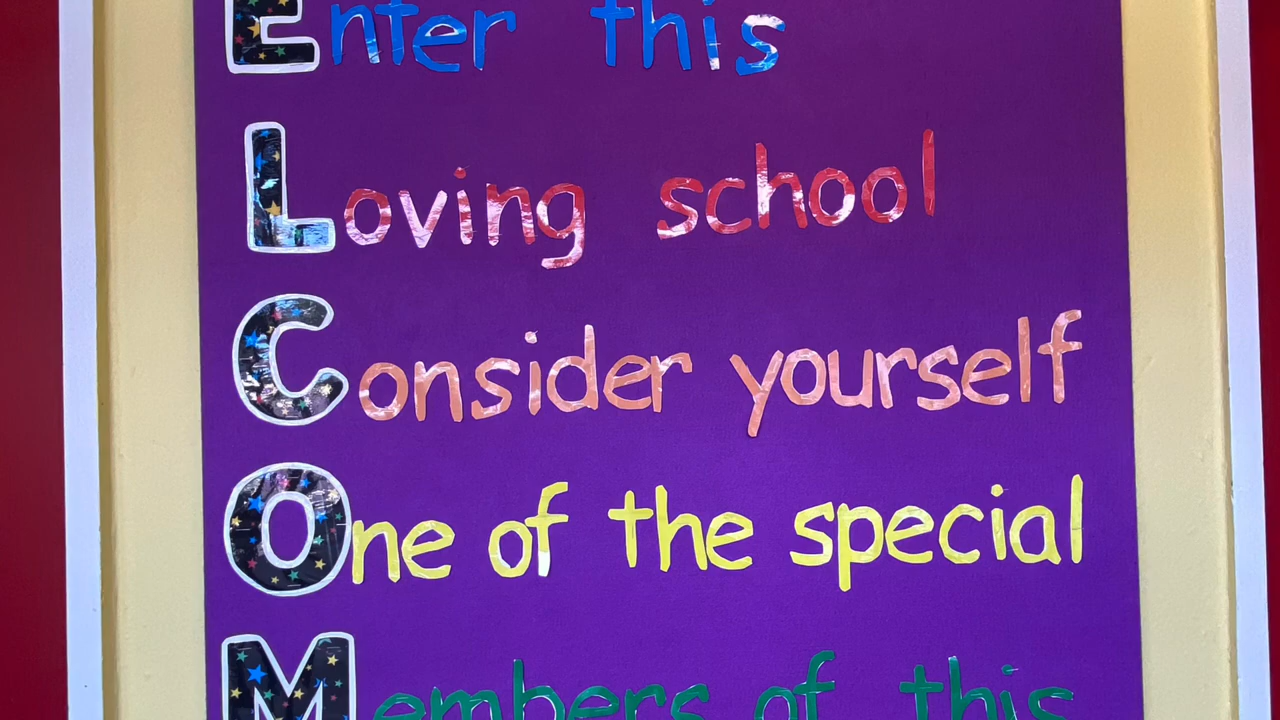 Enter this
Loving school
Consider yourself
One of the special
Members of this